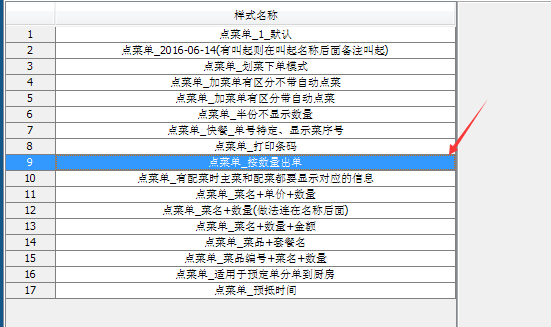 样式名称
1 点菜单_1_默认
2 点菜单_2016-06-14(有叫起则在叫起名称后面备注叫起)
3 点菜单_划菜下单模式
4 点菜单_加菜单有区分不带自动点菜
5 点菜单_加菜单有区分带自动点菜
6 点菜单_半份不显示数量
7 点菜单_快餐_单号特定、显示菜序号
8 点菜单_打印条码
9 点菜单_按数量出单
10 点菜单_有配菜时主菜和配菜都要显示对应的信息
11 点菜单_菜名+单价+数量
12 点菜单_菜名+数量(做法连在名称后面)
13 点菜单_菜名+数量+金额
14 点菜单_菜品+套餐名
15 点菜单_菜品编号+菜名+数量
16 点菜单_适用于预定单分单到厨房
17 点菜单_预抵时间